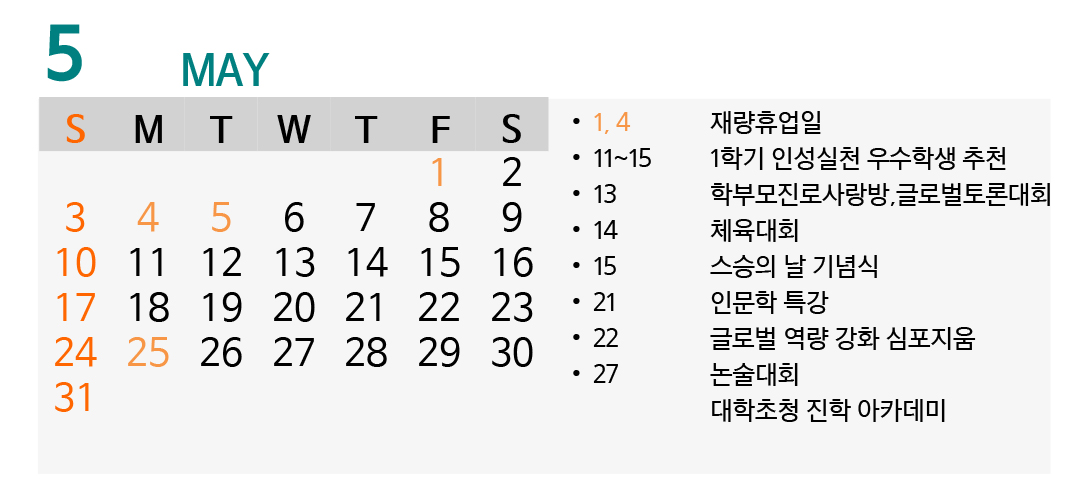 5 MAY
S M T W T F S
1 2
3 4 5 6 7 8 9
10 11 12 13 14 15 16
17 18 19 20 21 22 23
24 25 26 27 28 29 30
31
• 1, 4 재량휴업일
• 11~15 1학기 인성실천 우수학생 추천
• 13 학부모진로사랑방,글로벌토론대회
• 14 체육대회
• 15 스승의 날 기념식
• 21 인문학 특강
• 22 글로벌 역량 강화 심포지움
• 27 논술대회
대학초청 진학 아카데미